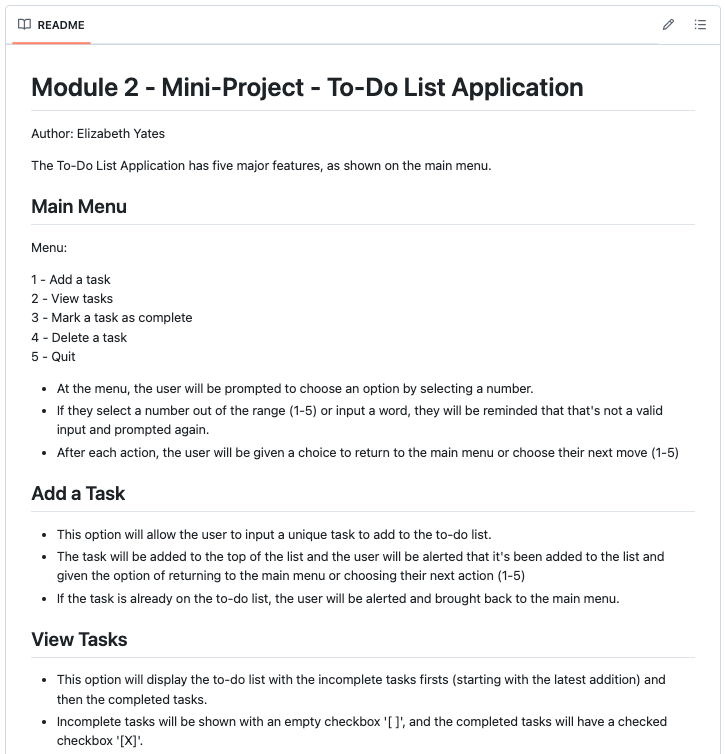 README
Module 2 - Mini-Project - To-Do List Application
Author: Elizabeth Yates
The To-Do List Application has five major features, as shown on the main menu.
Main Menu
Menu:
1 - Add a task
2 - View tasks
3 - Mark a task as complete
4 - Delete a task
5 - Quit
• At the menu, the user will be prompted to choose an option by selecting a number.
• If they select a number out of the range (1-5) or input a word, they will be reminded that that's not a valid
input and prompted again.
• After each action, the user will be given a choice to return to the main menu or choose their next move (1-5)
Add a Task
• This option will allow the user to input a unique task to add to the to-do list.
• The task will be added to the top of the list and the user will be alerted that it's been added to the list and
given the option of returning to the main menu or choosing their next action (1-5)
• If the task is already on the to-do list, the user will be alerted and brought back to the main menu.
View Tasks
• This option will display the to-do list with the incomplete tasks firsts (starting with the latest addition) and
then the completed tasks.
• Incomplete tasks will be shown with an empty checkbox '[ ]', and the completed tasks will have a checked
checkbox '[X]'.